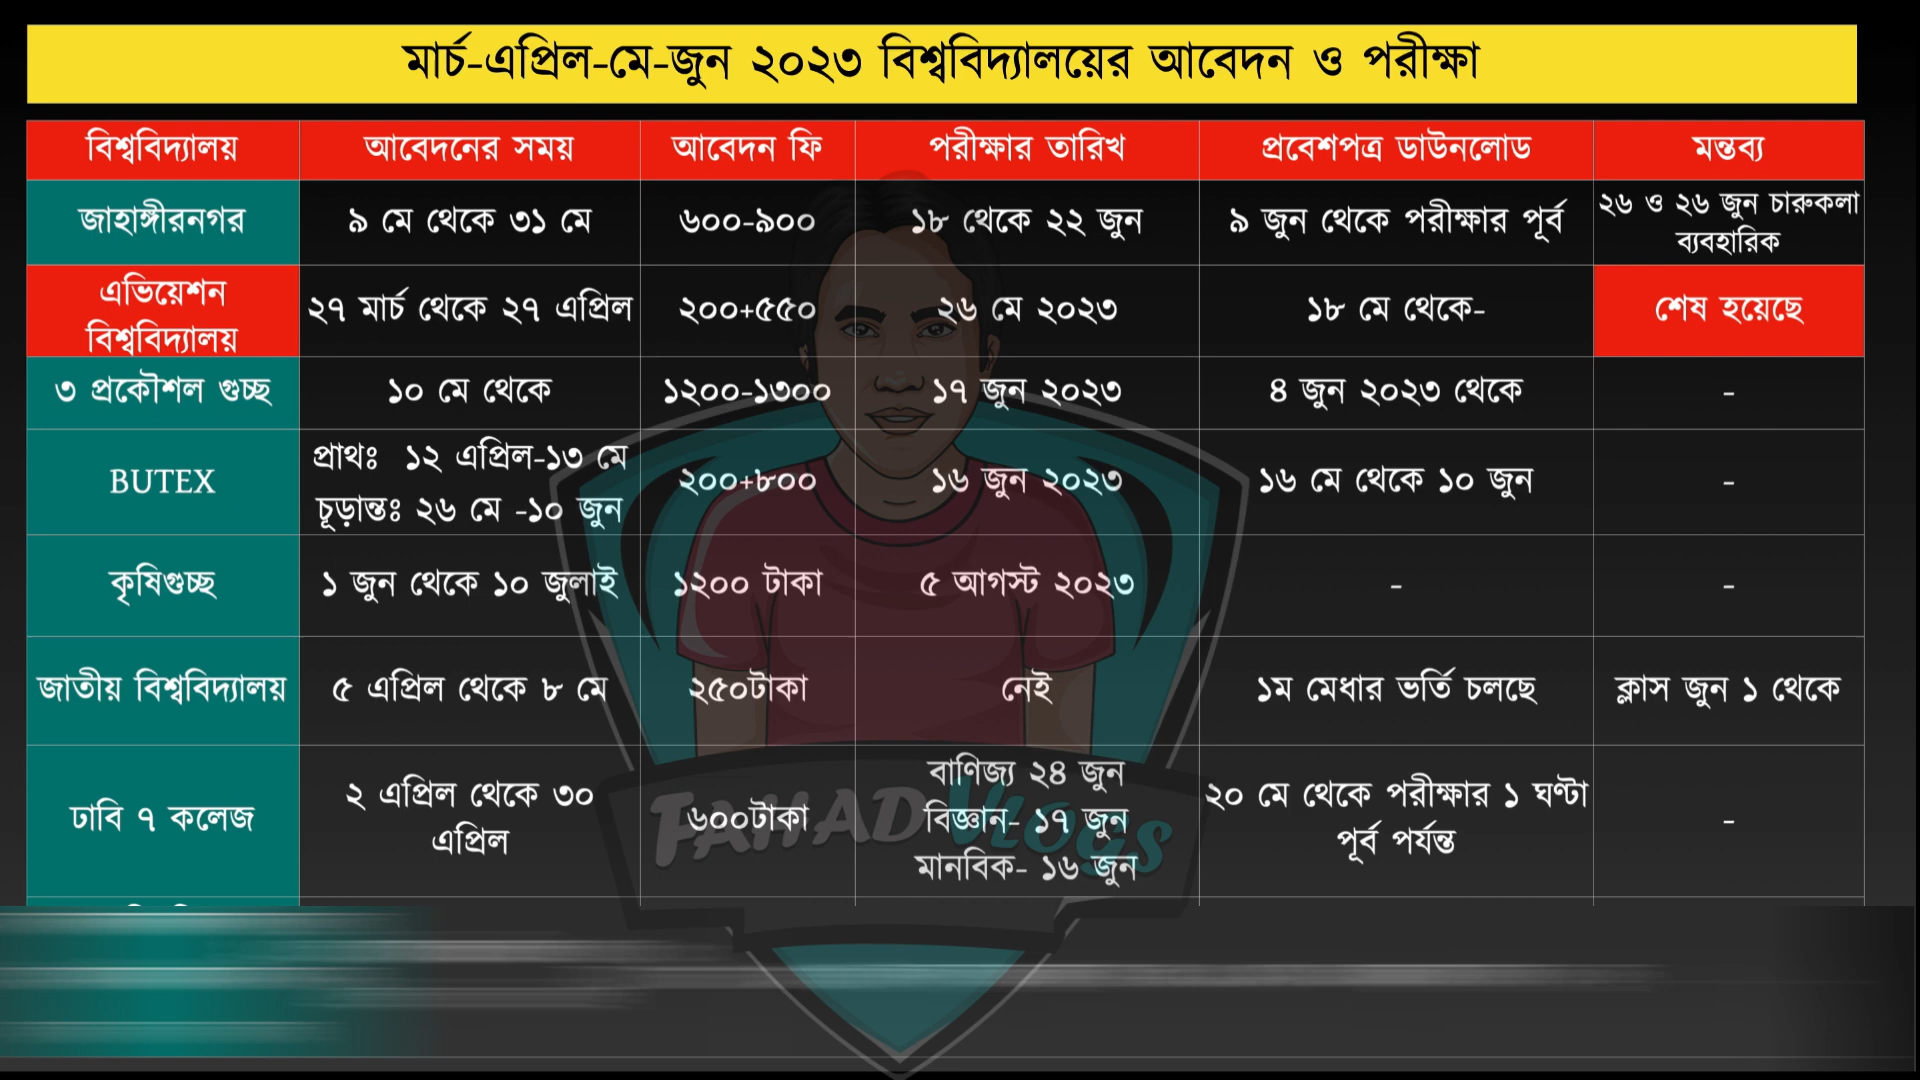 মার্চ-এপ্রিল-মে-জুন ২০২৩ বিশ্ববিদ্যালয়ের আবেদন ও পরীক্ষা
বিশ্ববিদ্যালয় আবেদনের সময় আবেদন ফি পরীক্ষার তারিখ প্রবেশপত্র ডাউনলোড মন্তব্য
জাহাঙ্গীরনগর ৯ মে থেকে ৩১ মে ৬০০-৯০০ ১৮ থেকে ২২ জুন ৯ জুন থেকে পরীক্ষার পূর্ব ২৬ ও ২৬ জুন চারুকলা
ব্যবহারিক
এভিয়েশন
বিশ্ববিদ্যালয় ২৭ মার্চ থেকে ২৭ এপ্রিল ২০০+৫৫০ ২৬ মে ২০২৩ ১৮ মে থেকে- শেষ হয়েছে
৩ প্রকৌশল গুচ্ছ ১০ মে থেকে ১২০০-১৩০০ ১৭ জুন ২০২৩ ৪ জুন ২০২৩ থেকে -
BUTEX প্রাথঃ ১২ এপ্রিল-১৩ মে
চূড়ান্তঃ ২৬ মে -১০ জুন ২০০+৮০০ ১৬ জুন ২০২৩ ১৬ মে থেকে ১০ জুন -
কৃষিগুচ্ছ ১ জুন থেকে ১০ জুলাই ১২০০ টাকা ৫ আগস্ট ২০২৩ - -
জাতীয় বিশ্ববিদ্যালয় ৫ এপ্রিল থেকে ৮ মে ২৫০টাকা নেই ১ম মেধার ভর্তি চলছে ক্লাস জুন ১ থেকে
ঢাবি ৭ কলেজ ২ এপ্রিল থেকে ৩০
এপ্রিল ৬০০টাকা বাণিজ্য ২৪ জুন
বিজ্ঞান- ১৭ জুন
মানবিক- ১৬ জুন ২০ মে থেকে পরীক্ষার ১ ঘণ্টা
পূর্ব পর্যন্ত -
FAHAD VLOGS